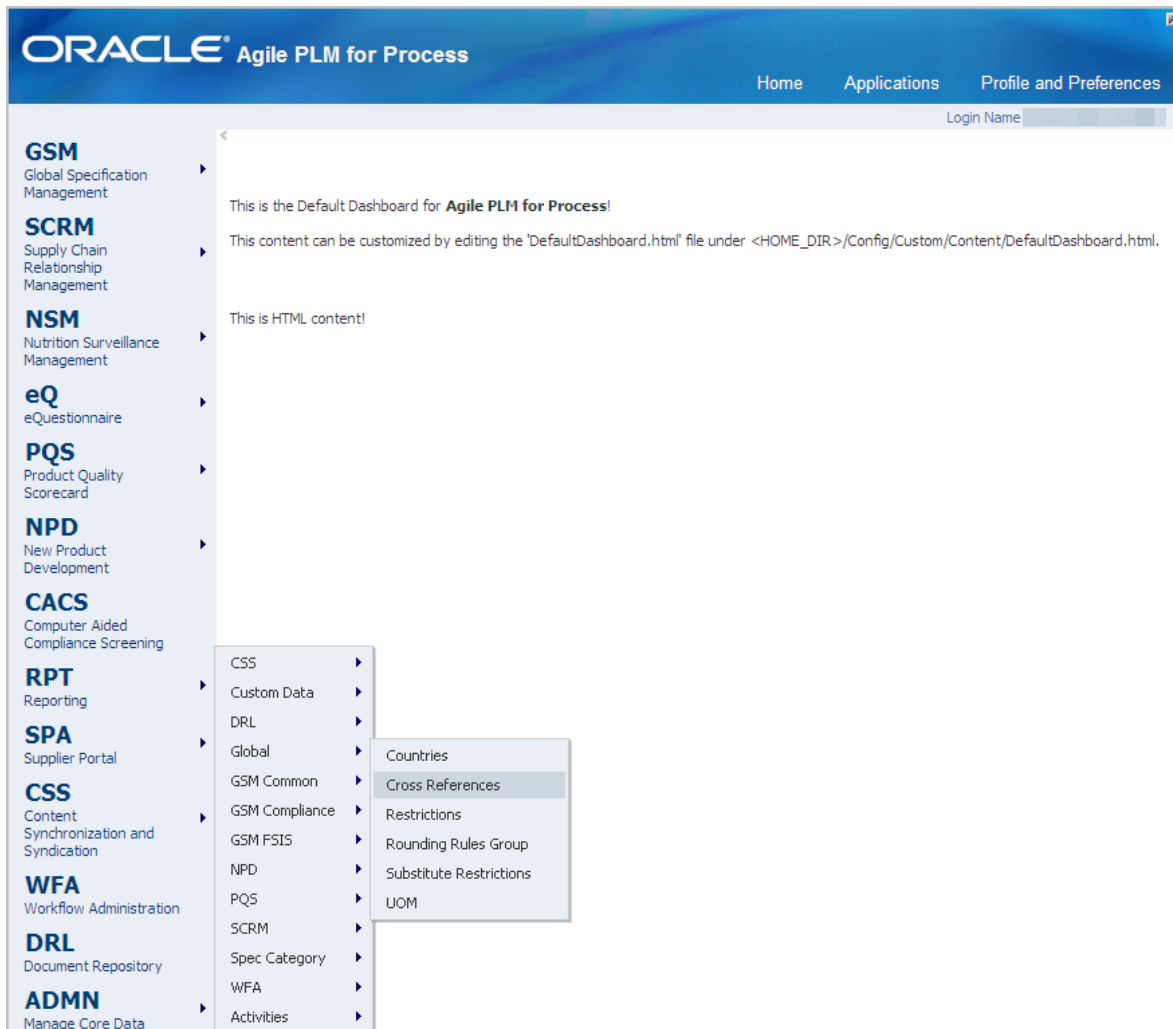 ORACLE® Agile PLM for Process
Home Applications Profile and Preferences
Login Name
GSM
Global Specification
Management
SCRM
Supply Chain
Relationship
Management
NSM
Nutrition Surveillance
Management
eQ
eQuestionnaire
PQS
Product Quality
Scorecard
NPD
New Product
Development
CACS
Computer Aided
Compliance Screening
RPT
Reporting
SPA
Supplier Portal
CSS
Content
Synchronization and
Syndication
WFA
Workflow Administration
DRL
Document Repository
ADMN
Manage Core Data
This is the Default Dashboard for Agile PLM for Process!
This content can be customized by editing the 'DefaultDashboard.html' file under <HOME_DIR>/Config/Custom/Content/DefaultDashboard.html.
This is HTML content!
CSS
Custom Data
DRL
Global
GSM Common
GSM Compliance
GSM FSIS
NPD
PQS
SCRM
Spec Category
WFA
Activities
Countries
Cross References
Restrictions
Rounding Rules Group
Substitute Restrictions
UOM